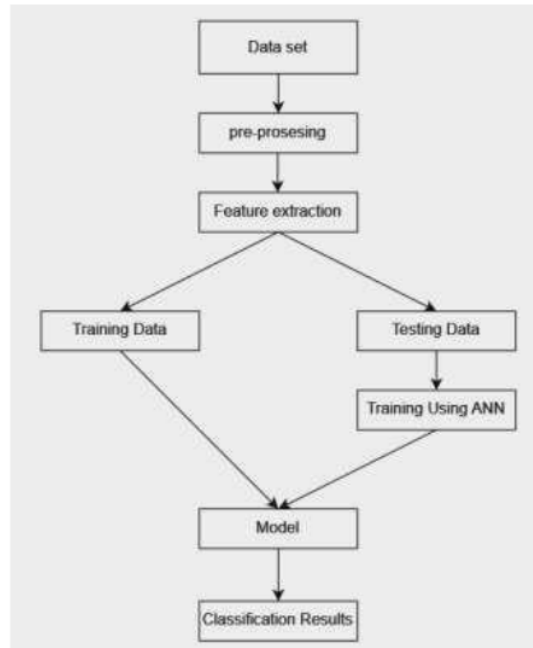 Data set
pre-prosesing
Feature extraction
Training Data
Testing Data
Training Using ANN
Model
Classification Results